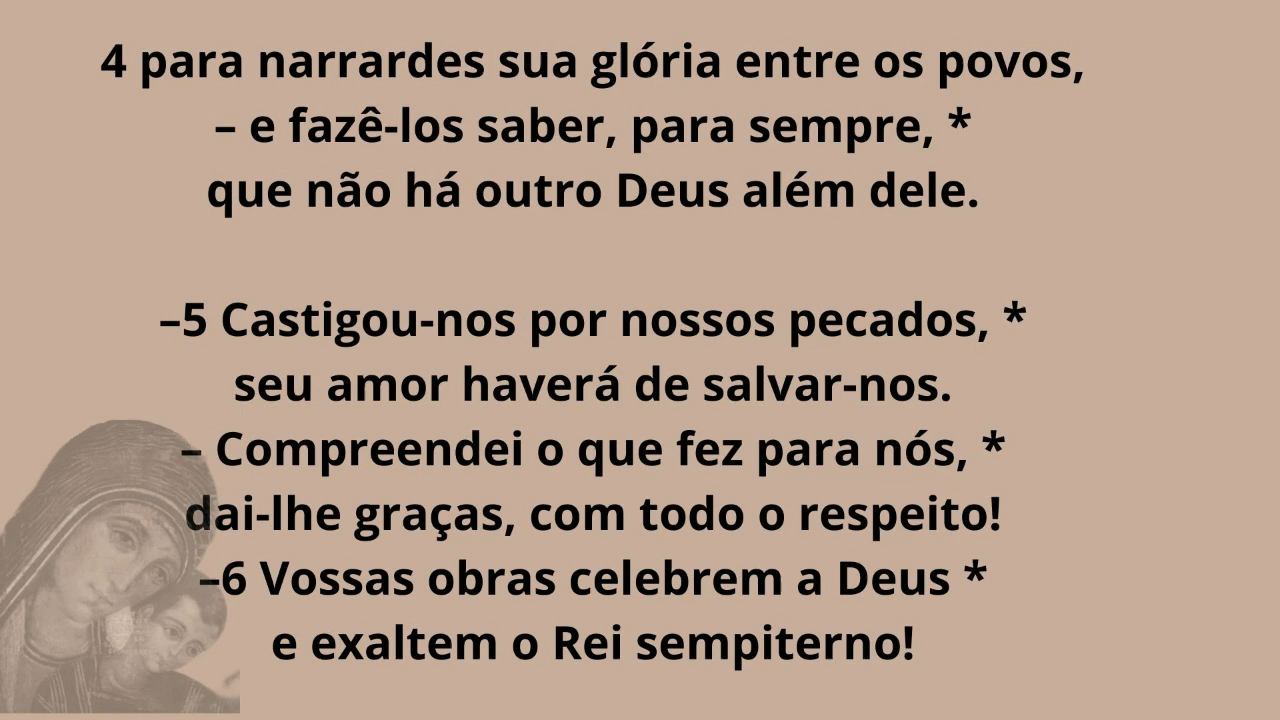 4 para narrardes sua glória entre os povos,
– e fazê-los saber, para sempre, *
que não há outro Deus além dele.
–5 Castigou-nos por nossos pecados, *
seu amor haverá de salvar-nos.
– Compreendei o que fez para nós, *
dai-lhe graças, com todo o respeito!
–6 Vossas obras celebrem a Deus *
e exaltem o Rei sempiterno!